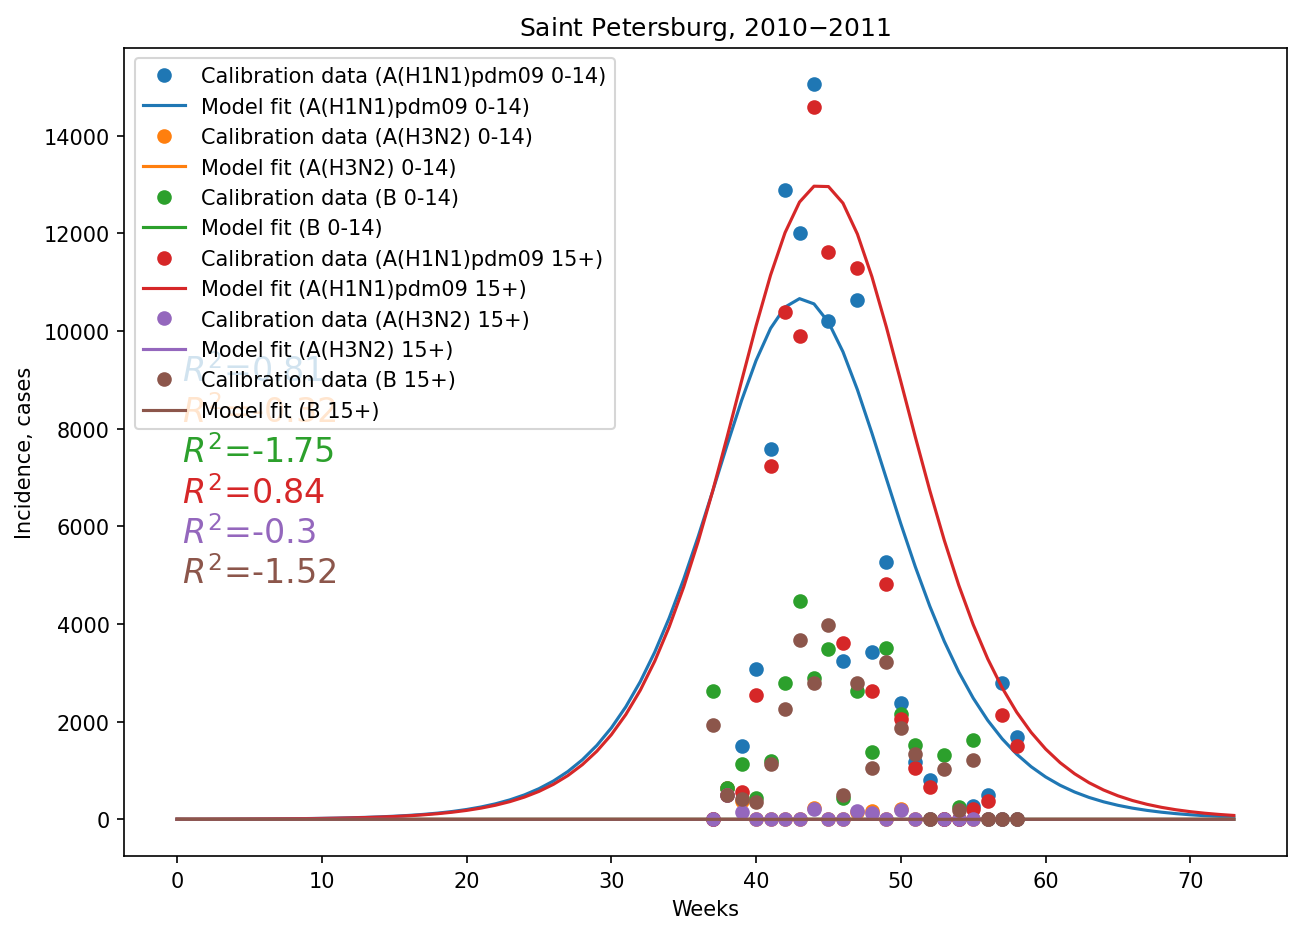 Saint Petersburg, 2010−2011
Calibration data (A(H1N1)pdm09 0-14)
Model fit (A(H1N1)pdm09 0-14)
Calibration data (A(H3N2) 0-14)
Model fit (A(H3N2) 0-14)
Calibration data (B 0-14)
Model fit (B 0-14)
Calibration data (A(H1N1)pdm09 15+)
Model fit (A(H1N1)pdm09 15+)
Calibration data (A(H3N2) 15+)
Model fit (A(H3N2) 15+)
Calibration data (B 15+)
Model fit (B 15+)
R²=0.81
R²=-1.75
R²=0.84
R²=-0.3
R²=-1.52
Incidence, cases
14000
12000
10000
8000
6000
4000
2000
0
0 10 20 30 40 50 60 70
Weeks